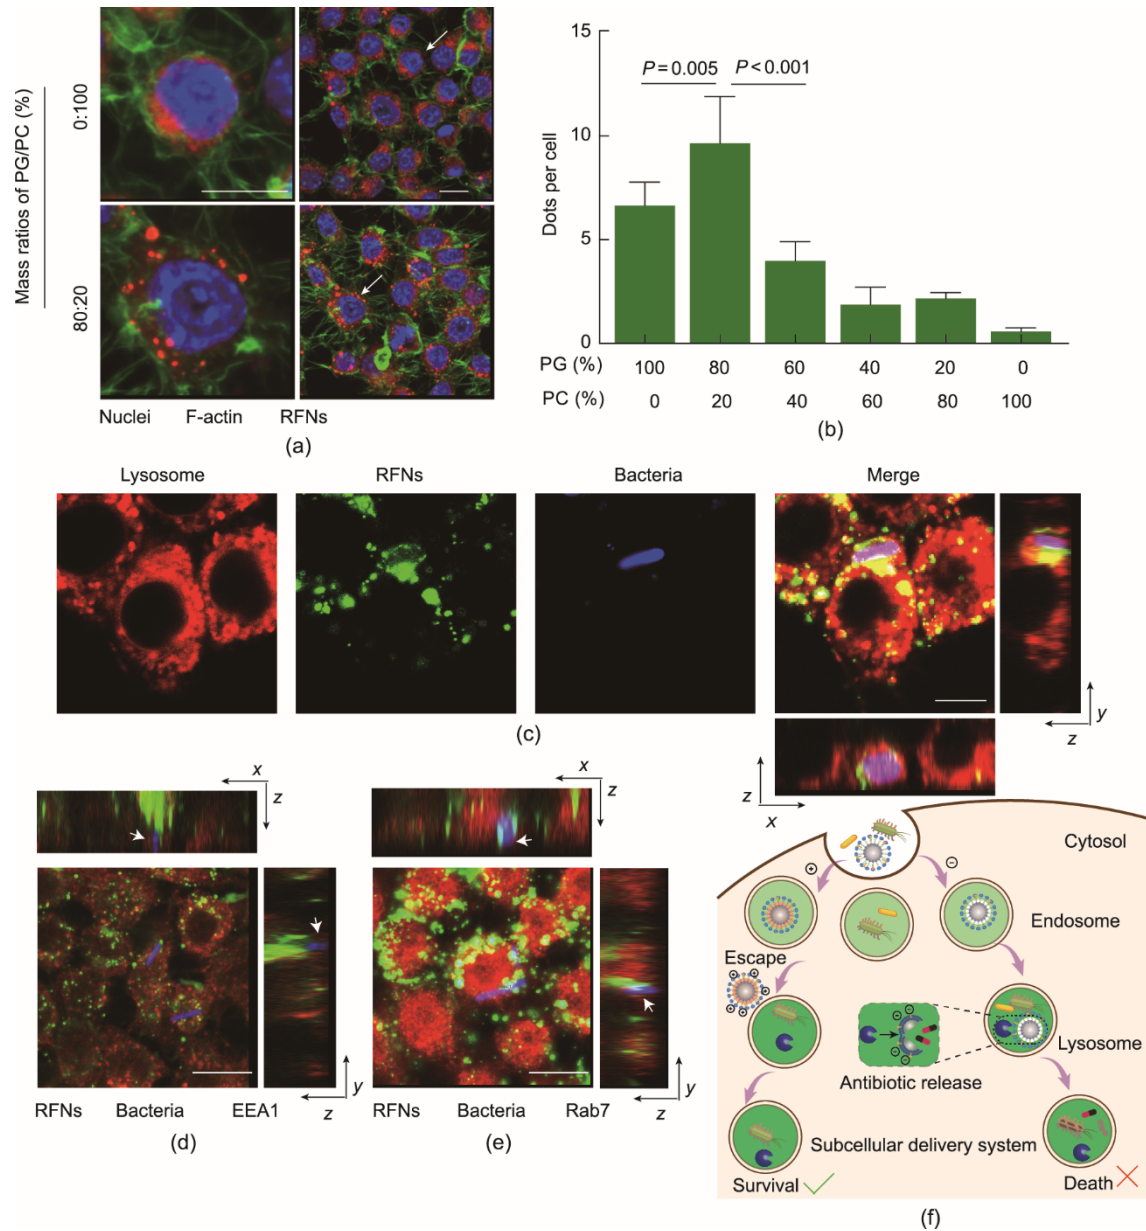 Mass ratios of PG/PC (%)
0:100
80:20
Nuclei F-actin RFNs
(a)
15
10
5
0
Dots per cell
P = 0.005 P < 0.001
PG (%) 100 80 60 40 20 0
PC (%) 0 20 40 60 80 100
(b)
Lysosome RFNs Bacteria Merge
y
z
z
x
(c)
x
z
y
z
RFNs Bacteria EEA1
(d)
x
z
y
z
RFNs Bacteria Rab7
(e)
Cytosol
+
−
Endosome
Escape
+ + + + +
− −
− −
Lysosome
Antibiotic release
Subcellular delivery system
Survival
Death
(f)